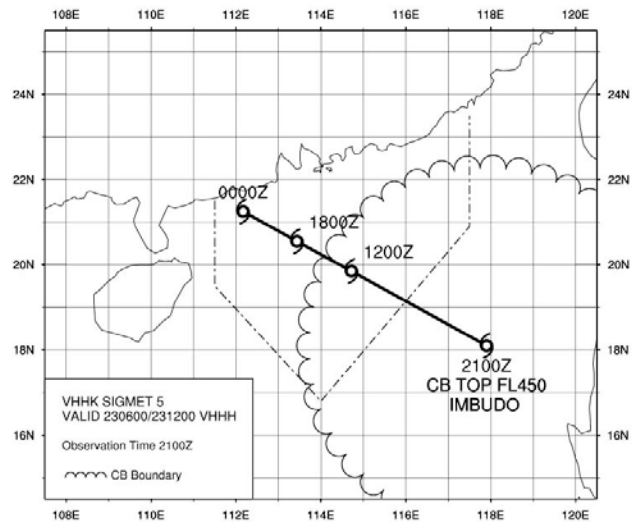 108E 110E 112E 114E 116E 118E 120E
24N 24N
22N 22N
0000Z
1800Z
1200Z
20N 20N
18N 18N
2100Z
CB TOP FL450
IMBUDO
VHHK SIGMET 5
VALID 230600/231200 VHHH
16N 16N
Observation Time 2100Z
CB Boundary
108E 110E 112E 114E 116E 118E 120E